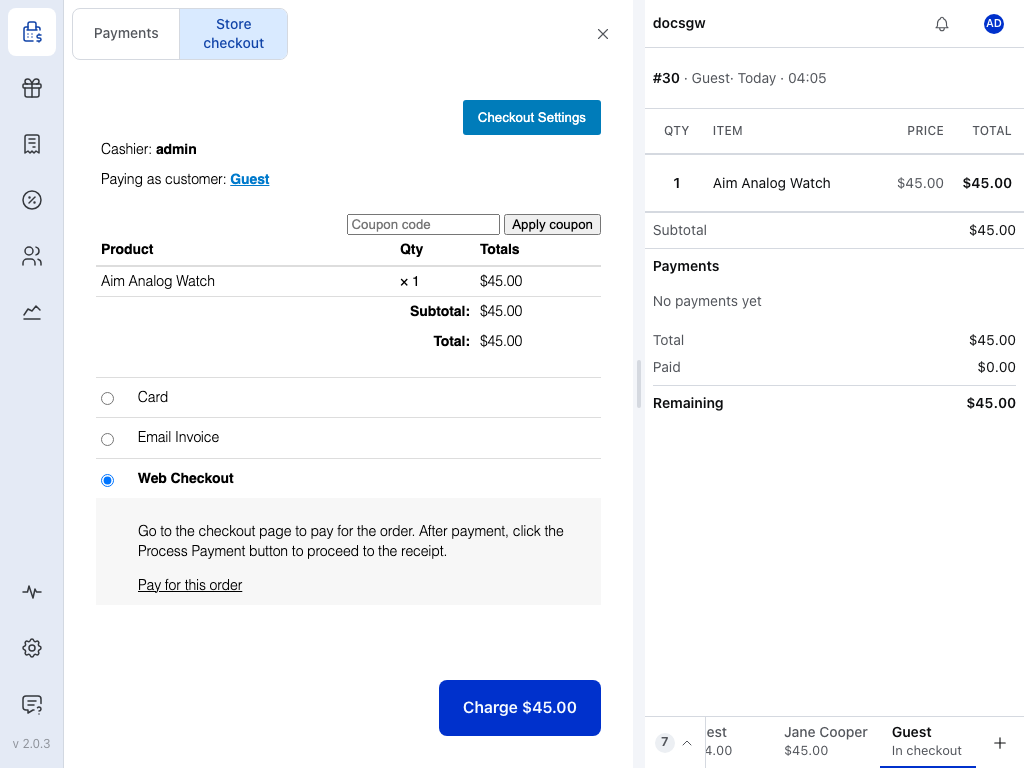 Payments
Store
checkout
Checkout Settings
Cashier: admin
Paying as customer: Guest
Coupon code
Apply coupon
Product Qty Totals
Aim Analog Watch × 1 $45.00
Subtotal: $45.00
Total: $45.00
Card
Email Invoice
Web Checkout
Go to the checkout page to pay for the order. After payment, click the
Process Payment button to proceed to the receipt.
Pay for this order
Charge $45.00
v 2.0.3
docsgw
AD
#30 · Guest· Today · 04:05
QTY ITEM PRICE TOTAL
1 Aim Analog Watch $45.00 $45.00
Subtotal $45.00
Payments
No payments yet
Total $45.00
Paid $0.00
Remaining $45.00
7
est
4.00
Jane Cooper
$45.00
Guest
In checkout